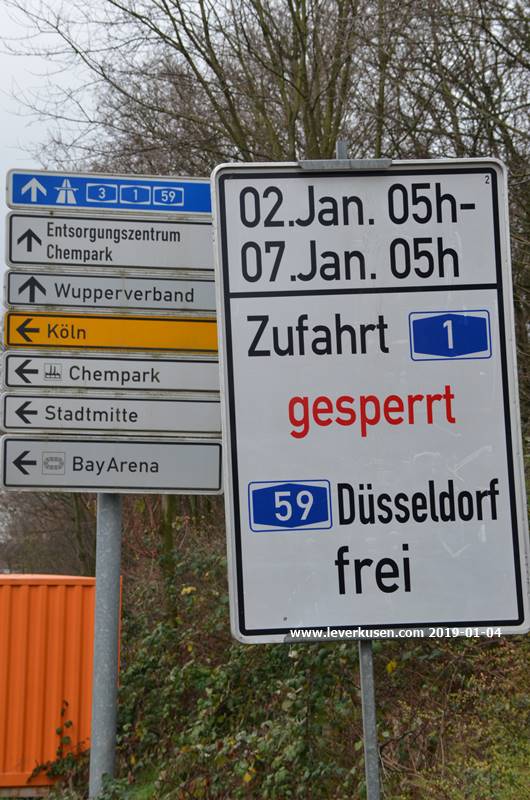 3 1 59
Entsorgungszentrum
Chempark
Wupperverband
Köln
Chempark
Stadtmitte
BayArena
2
02.Jan. 05h-
07.Jan. 05h
Zufahrt 1
gesperrt
59 Düsseldorf
frei
www.leverkusen.com 2019-01-04